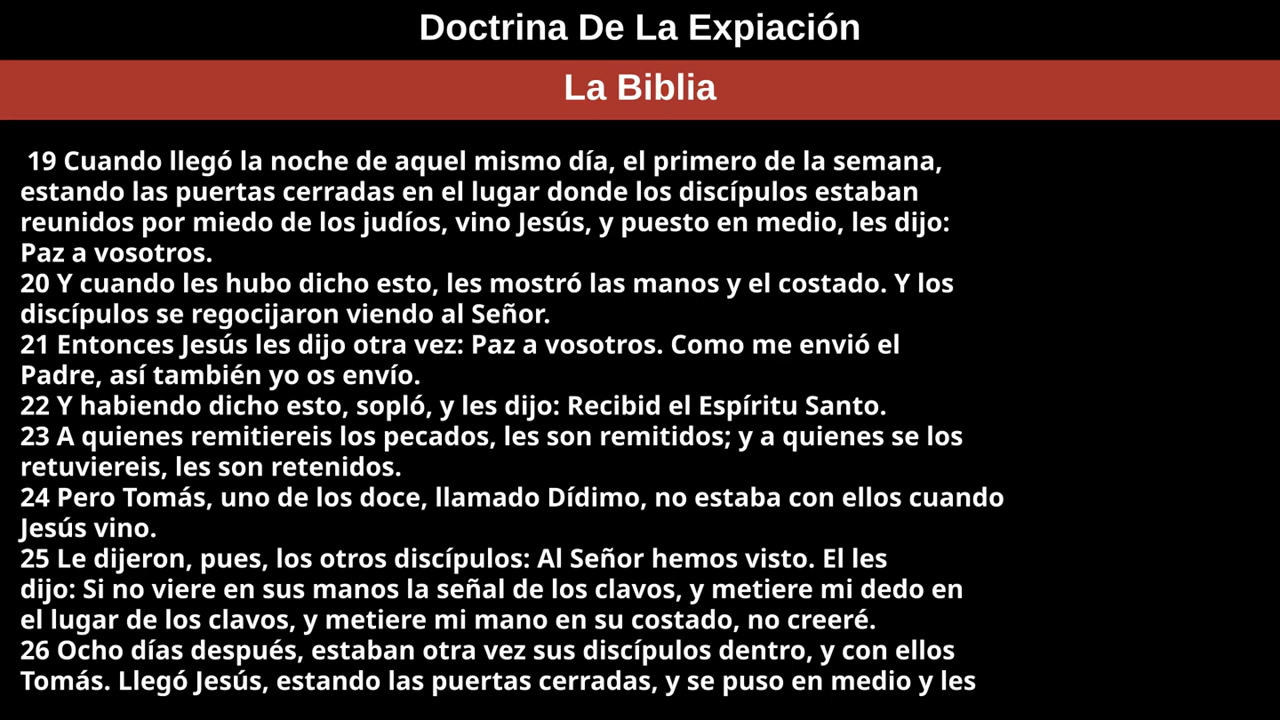 Doctrina De La Expiación
La Biblia
19 Cuando llegó la noche de aquel mismo día, el primero de la semana,
estando las puertas cerradas en el lugar donde los discípulos estaban
reunidos por miedo de los judíos, vino Jesús, y puesto en medio, les dijo:
Paz a vosotros.
20 Y cuando les hubo dicho esto, les mostró las manos y el costado. Y los
discípulos se regocijaron viendo al Señor.
21 Entonces Jesús les dijo otra vez: Paz a vosotros. Como me envió el
Padre, así también yo os envío.
22 Y habiendo dicho esto, sopló, y les dijo: Recibid el Espíritu Santo.
23 A quienes remitiereis los pecados, les son remitidos; y a quienes se los
retuviereis, les son retenidos.
24 Pero Tomás, uno de los doce, llamado Dídimo, no estaba con ellos cuando
Jesús vino.
25 Le dijeron, pues, los otros discípulos: Al Señor hemos visto. El les
dijo: Si no viere en sus manos la señal de los clavos, y metiere mi dedo en
el lugar de los clavos, y metiere mi mano en su costado, no creeré.
26 Ocho días después, estaban otra vez sus discípulos dentro, y con ellos
Tomás. Llegó Jesús, estando las puertas cerradas, y se puso en medio y les